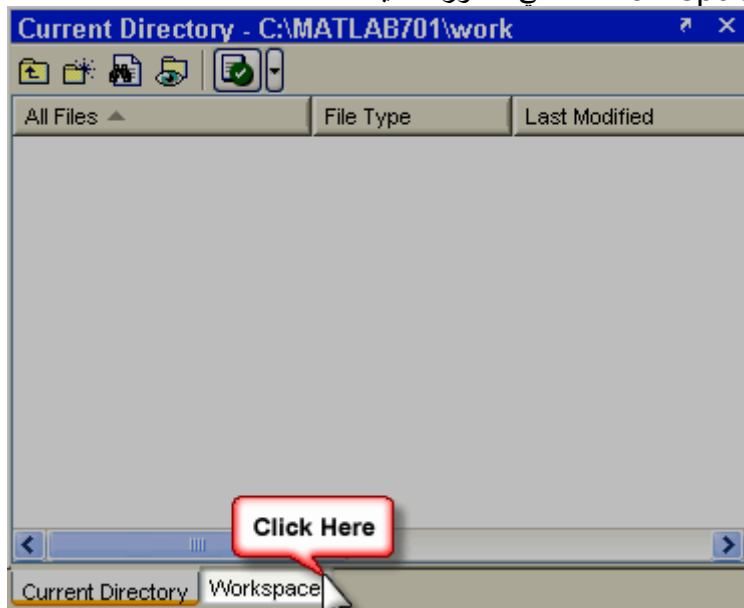 Current Directory - C:\MATLAB701\work
All Files
File Type
Last Modified
Click Here
Current Directory
Workspace